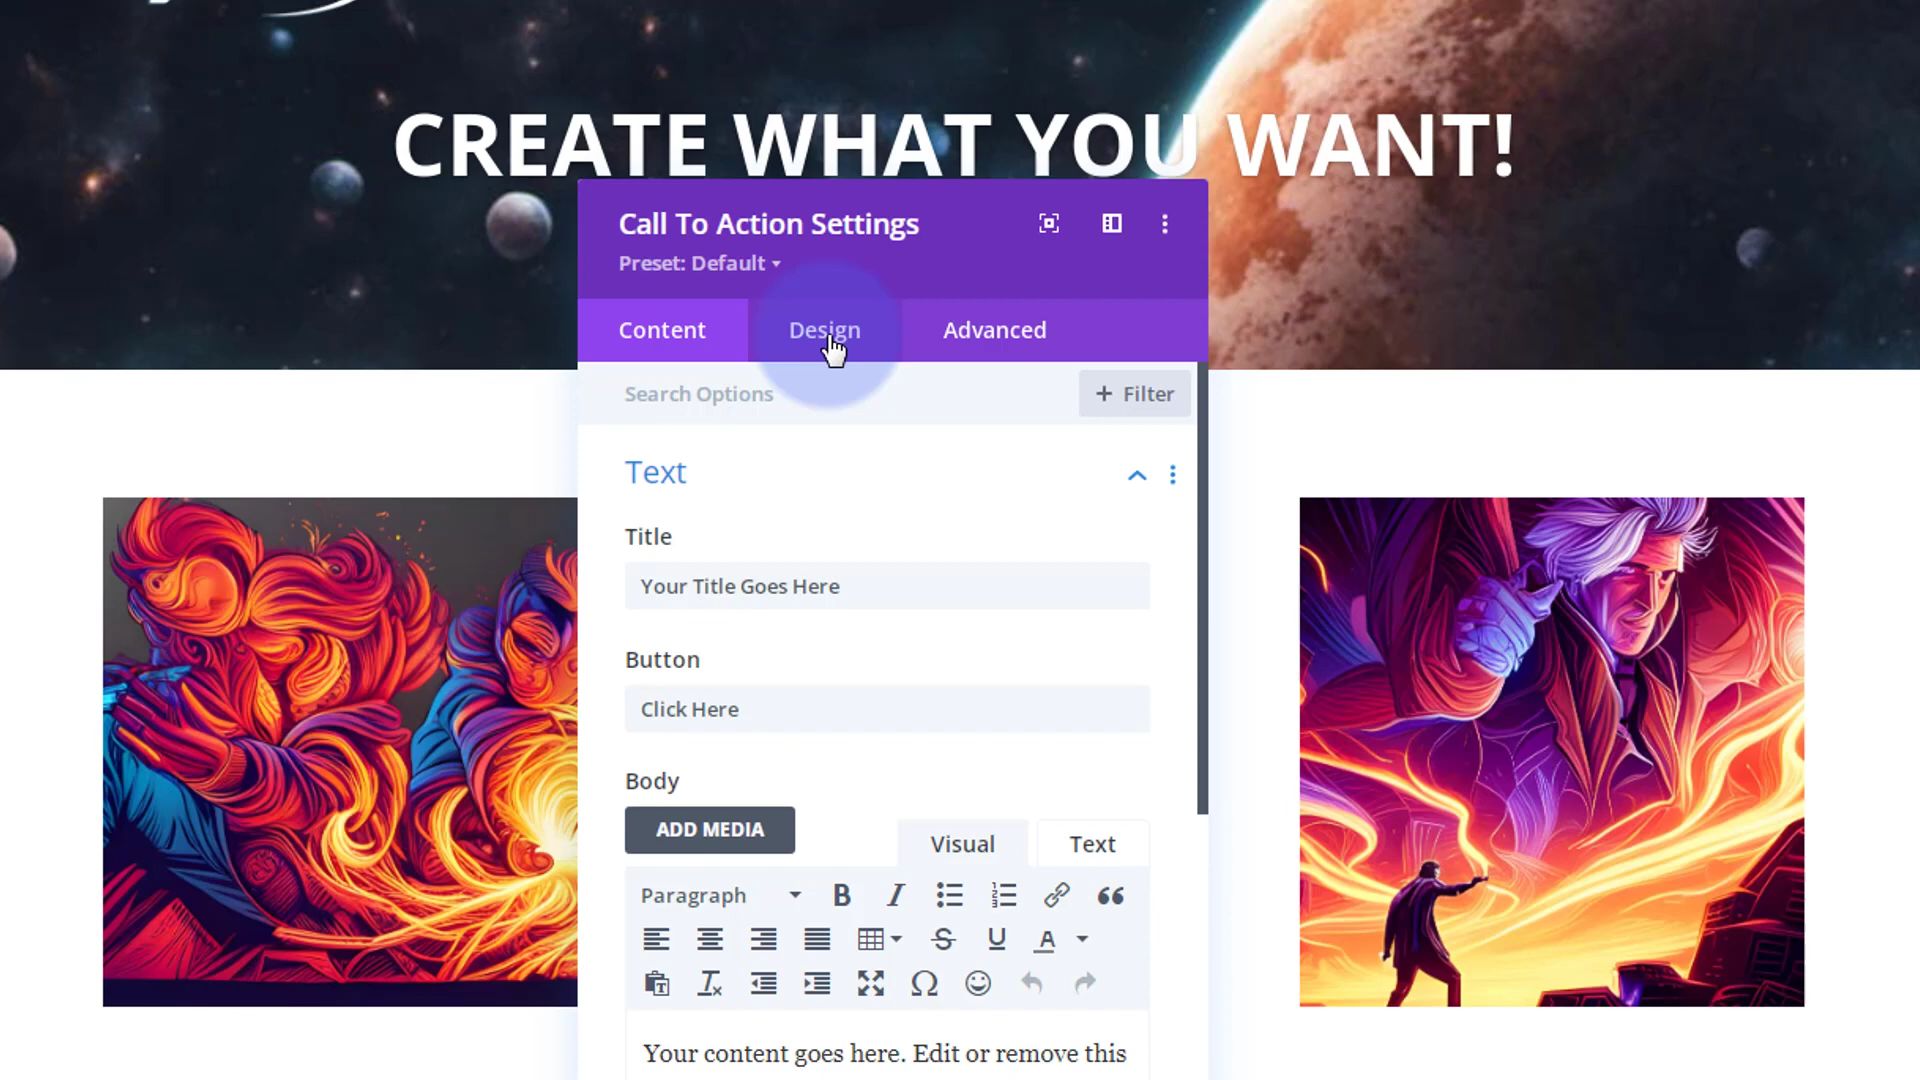 CREATE WHAT YOU WANT!
Call To Action Settings
Preset: Default
Content Design Advanced
Search Options + Filter
Text
Title
Your Title Goes Here
Button
Click Here
Body
ADD MEDIA
Visual Text
Paragraph
Your content goes here. Edit or remove this